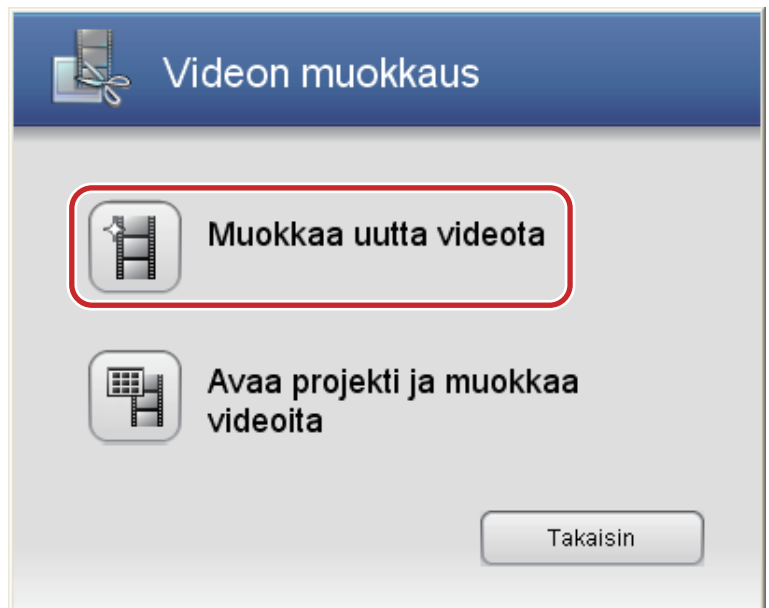 Videon muokkaus
Muokkaa uutta videota
Avaa projekti ja muokkaa
videoita
Takaisin